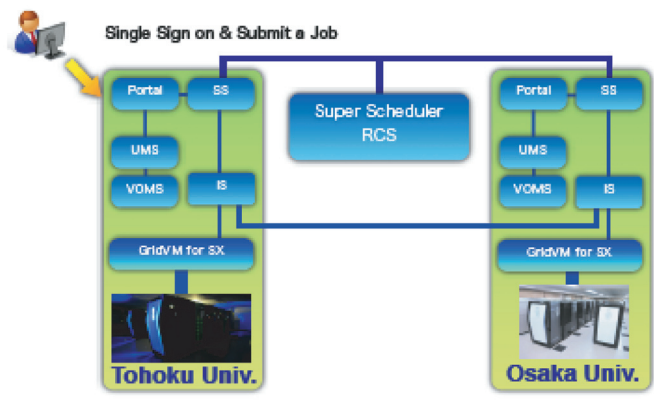 Single Sign on & Submit a Job
Portal
SS
UMS
VOMS
IS
GridVM for SX
Tohoku Univ.
Super Scheduler
RCS
Portal
SS
UMS
VOMS
IS
GridVM for SX
Osaka Univ.